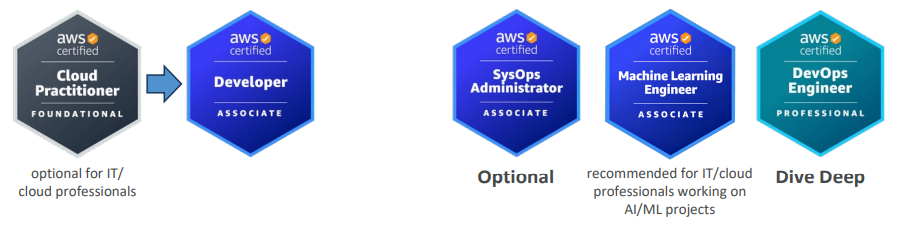 aws
certified
Cloud
Practitioner
FOUNDATIONAL
optional for IT/
cloud professionals
aws
certified
Developer
ASSOCIATE
aws
certified
SysOps
Administrator
ASSOCIATE
Optional
aws
certified
Machine Learning
Engineer
ASSOCIATE
recommended for IT/cloud
professionals working on
AI/ML projects
aws
certified
DevOps
Engineer
PROFESSIONAL
Dive Deep